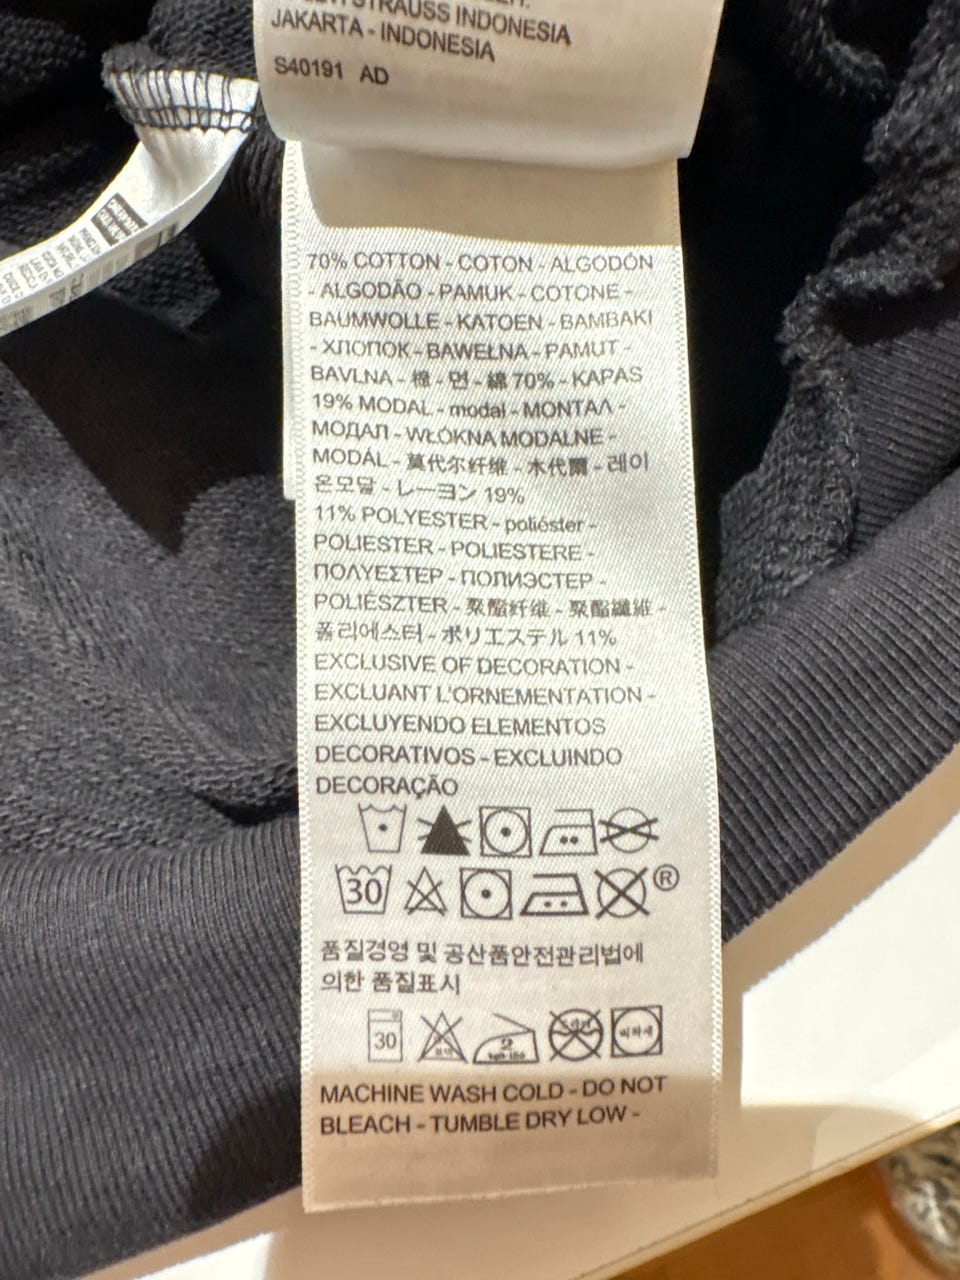 STRAUSS INDONESIA
JAKARTA - INDONESIA
S40191 AD
70% COTTON - COTON - ALGODÓN
- ALGODÃO - PAMUK - COTONE -
BAUMWOLLE - KATOEN - BAMBAKI
- ХЛОПОК - BAWEŁNA - PAMUT -
BAVLNA - 棉 - 면 - 綿 70% - KAPAS
19% MODAL - modal - MONTAΛ -
МОДАЛ - WŁÓKNA MODALNE -
MODÁL - 莫代尔纤维 - 木代爾 - 레이
온모달 - レーヨン 19%
11% POLYESTER - poliéster -
POLIESTER - POLIESTERE -
ΠΟΛΥΕΣΤΕΡ - ПОЛИЭСТЕР -
POLIÉSZTER - 聚酯纤维 - 聚酯纖維 -
폴리에스터 - ポリエステル 11%
EXCLUSIVE OF DECORATION -
EXCLUANT L'ORNEMENTATION -
EXCLUYENDO ELEMENTOS
DECORATIVOS - EXCLUINDO
DECORAÇÃO
30 ®
품질경영 및 공산품안전관리법에
의한 품질표시
30 2
MACHINE WASH COLD - DO NOT
BLEACH - TUMBLE DRY LOW -